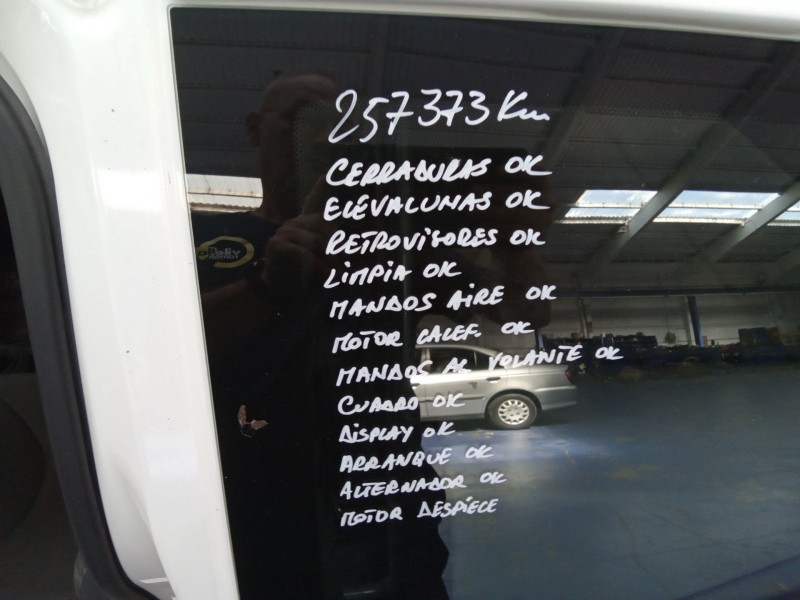 257373 Km
CERRADURAS OK
ELEVALUNAS OK
RETROVISORES OK
LIMPIA OK
MANDOS AIRE OK
MOTOR CALEF. OK
MANDOS AL VOLANTE OK
CUADRO OK
DISPLAY OK
ARRANQUE OK
ALTERNADOR OK
MOTOR DESPIECE